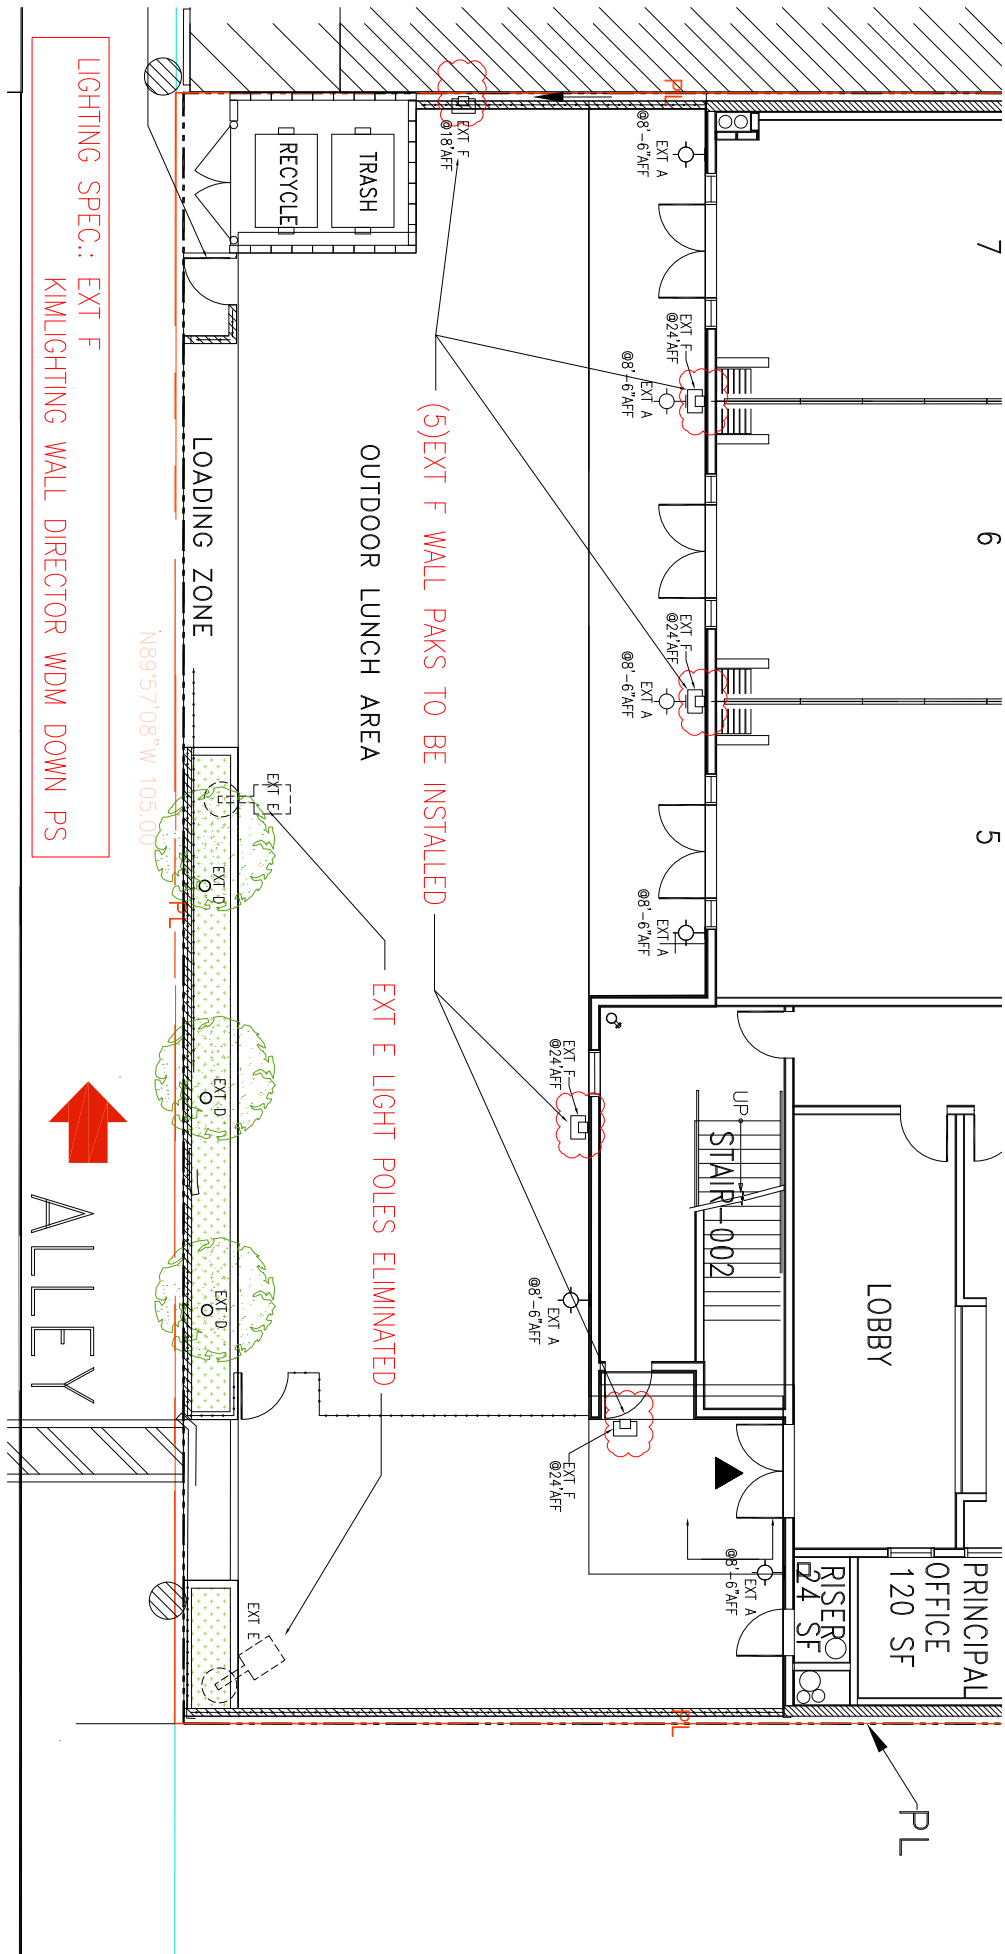 LIGHTING SPEC.: EXT F
KIMLIGHTING WALL DIRECTOR WDM DOWN PS
PL
7
6
5
EXT A
@8'-6"AFF
EXT F
@18'AFF
TRASH
RECYCLE
EXT F
@24'AFF
EXT A
@8'-6"AFF
EXT F
@24'AFF
EXT A
@8'-6"AFF
EXT A
@8'-6"AFF
(5)EXT F WALL PAKS TO BE INSTALLED
OUTDOOR LUNCH AREA
LOADING ZONE
N89°57'08"W 105.00
EXT E
EXT D
PL
EXT D
EXT D
EXT E LIGHT POLES ELIMINATED
EXT F
@24'AFF
UP
STAIR-002
LOBBY
EXT A
@8'-6"AFF
EXT F
@24'AFF
EXT A
@8'-6"AFF
PRINCIPAL
OFFICE
120 SF
RISER
24 SF
ALLEY
EXT E
PL
PL